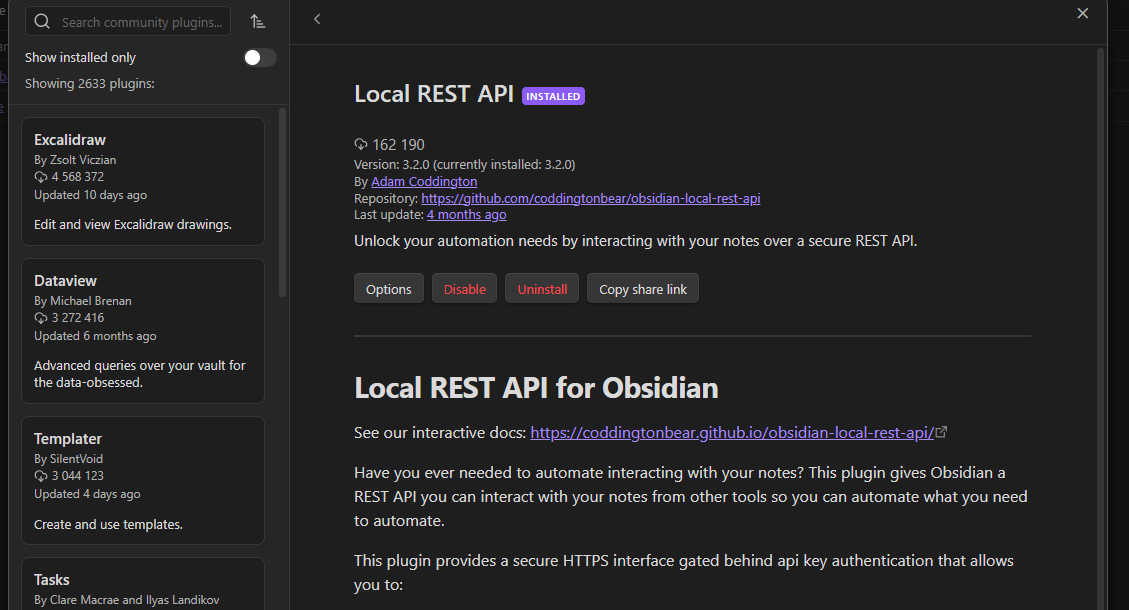 Search community plugins...
Show installed only
Showing 2633 plugins:
Excalidraw
By Zsolt Viczian
4 568 372
Updated 10 days ago
Edit and view Excalidraw drawings.
Dataview
By Michael Brenan
3 272 416
Updated 6 months ago
Advanced queries over your vault for
the data-obsessed.
Templater
By SilentVoid
3 044 123
Updated 4 days ago
Create and use templates.
Tasks
By Clare Macrae and Ilyas Landikov
Local REST API INSTALLED
162 190
Version: 3.2.0 (currently installed: 3.2.0)
By Adam Coddington
Repository: https://github.com/coddingtonbear/obsidian-local-rest-api
Last update: 4 months ago
Unlock your automation needs by interacting with your notes over a secure REST API.
Options Disable Uninstall Copy share link
Local REST API for Obsidian
See our interactive docs: https://coddingtonbear.github.io/obsidian-local-rest-api/
Have you ever needed to automate interacting with your notes? This plugin gives Obsidian a
REST API you can interact with your notes from other tools so you can automate what you need
to automate.
This plugin provides a secure HTTPS interface gated behind api key authentication that allows
you to: